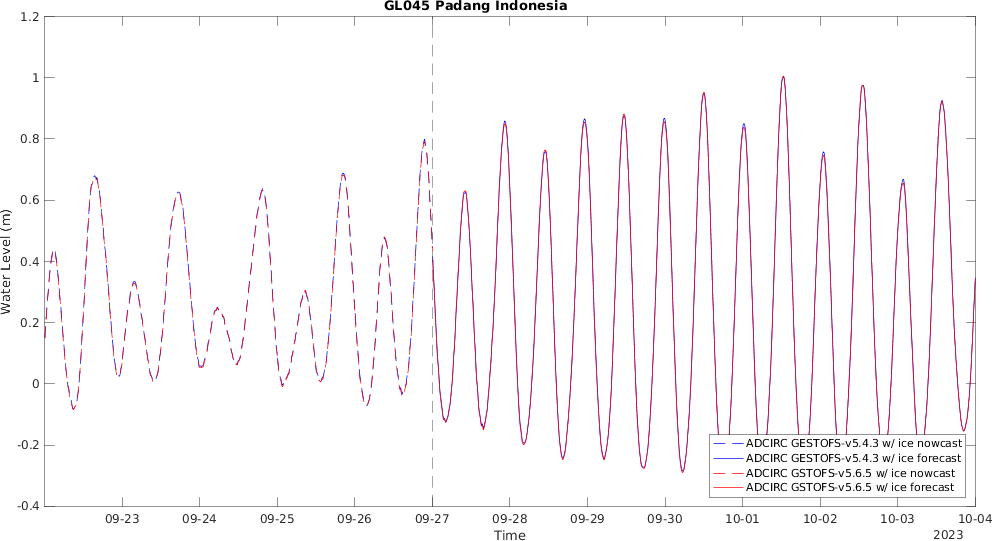 GL045 Padang Indonesia
1.2
1
0.8
0.6
0.4
0.2
0
-0.2
-0.4
Water Level (m)
ADCIRC GESTOFS-v5.4.3 w/ ice nowcast
ADCIRC GESTOFS-v5.4.3 w/ ice forecast
ADCIRC GSTOFS-v5.6.5 w/ ice nowcast
ADCIRC GSTOFS-v5.6.5 w/ ice forecast
09-23 09-24 09-25 09-26 09-27 09-28 09-29 09-30 10-01 10-02 10-03 10-04
Time
2023